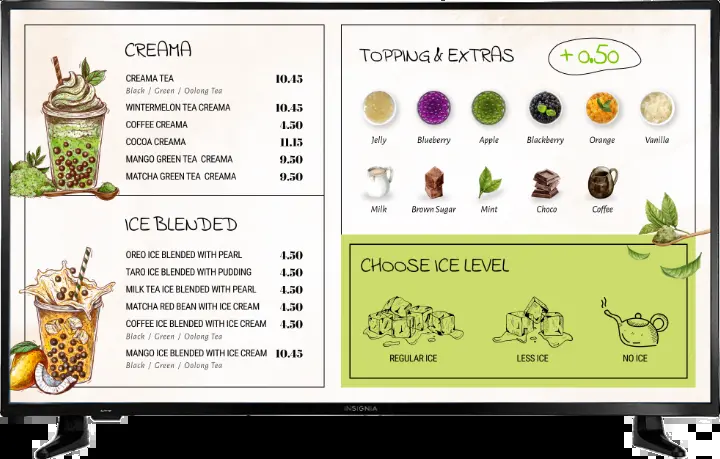 CREAMA
CREAMA TEA 10.45
Black / Green / Oolong Tea
WINTERMELON TEA CREAMA 10.45
COFFEE CREAMA 4.50
COCOA CREAMA 11.15
MANGO GREEN TEA CREAMA 9.50
MATCHA GREEN TEA CREAMA 9.50
ICE BLENDED
OREO ICE BLENDED WITH PEARL 4.50
TARO ICE BLENDED WITH PUDDING 4.50
MILK TEA ICE BLENDED WITH PEARL 4.50
MATCHA RED BEAN WITH ICE CREAM 4.50
COFFEE ICE BLENDED WITH ICE CREAM 4.50
Black / Green / Oolong Tea
MANGO ICE BLENDED WITH ICE CREAM 10.45
Black / Green / Oolong Tea
TOPPING & EXTRAS +0.50
Jelly Blueberry Apple Blackberry Orange Vanilla
Milk Brown Sugar Mint Choco Coffee
CHOOSE ICE LEVEL
REGULAR ICE LESS ICE NO ICE
INSIGNIA